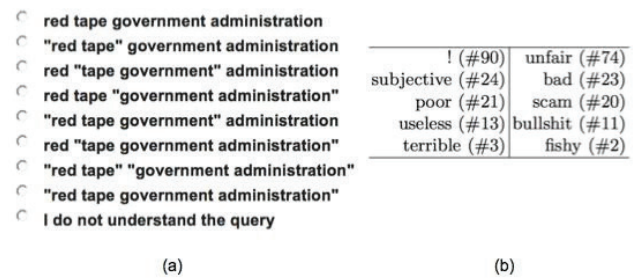 red tape government administration
"red tape" government administration
red "tape government" administration
red tape "government administration"
"red tape government" administration
red "tape government administration"
"red tape" "government administration"
"red tape government administration"
I do not understand the query
(a)
! (#90) unfair (#74)
subjective (#24) bad (#23)
poor (#21) scam (#20)
useless (#13) bullshit (#11)
terrible (#3) fishy (#2)
(b)